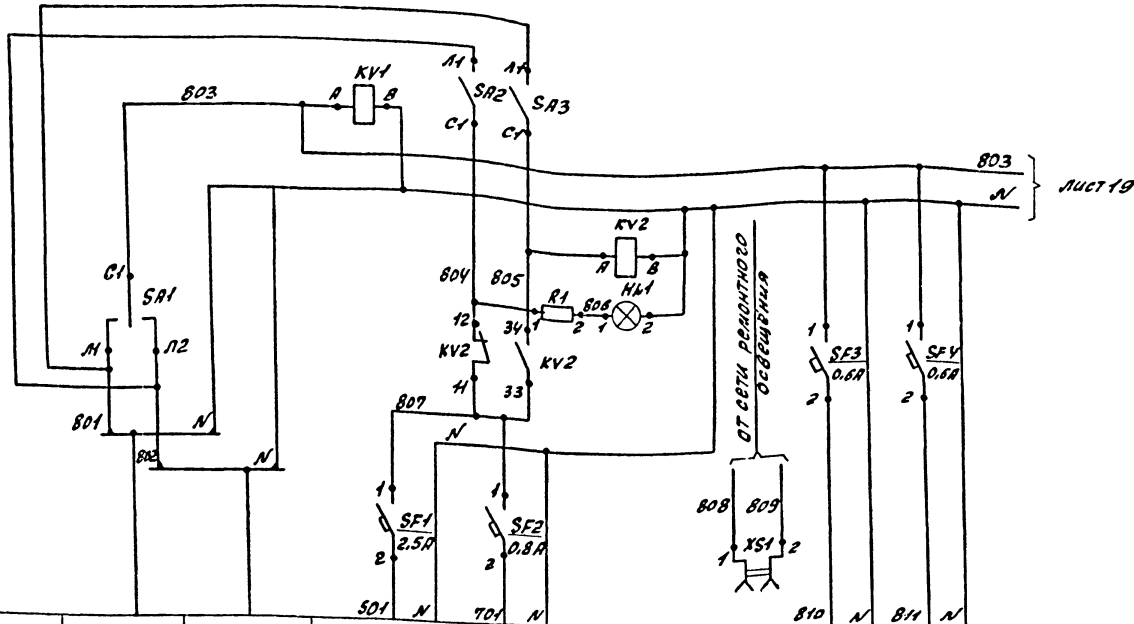 Л1
Л1
KV1
803
А
В
SA2
SA3
С1
С1
803
N
ЛИСТ 19
KV2
А
В
С1
804
805
HL1
SA1
R1
806
1
2
1
2
12
34
ОТ СЕТИ РЕМОНТНОГО
ОСВЕЩЕНИЯ
1
1
Л1
Л2
KV2
KV2
SF3
0,6А
SF4
0,6А
11
33
2
2
807
801
N
N
802
N
1
1
808
809
SF1
2,5А
SF2
0,8А
XS1
1
2
2
2
501
N
701
N
810
N
811
N